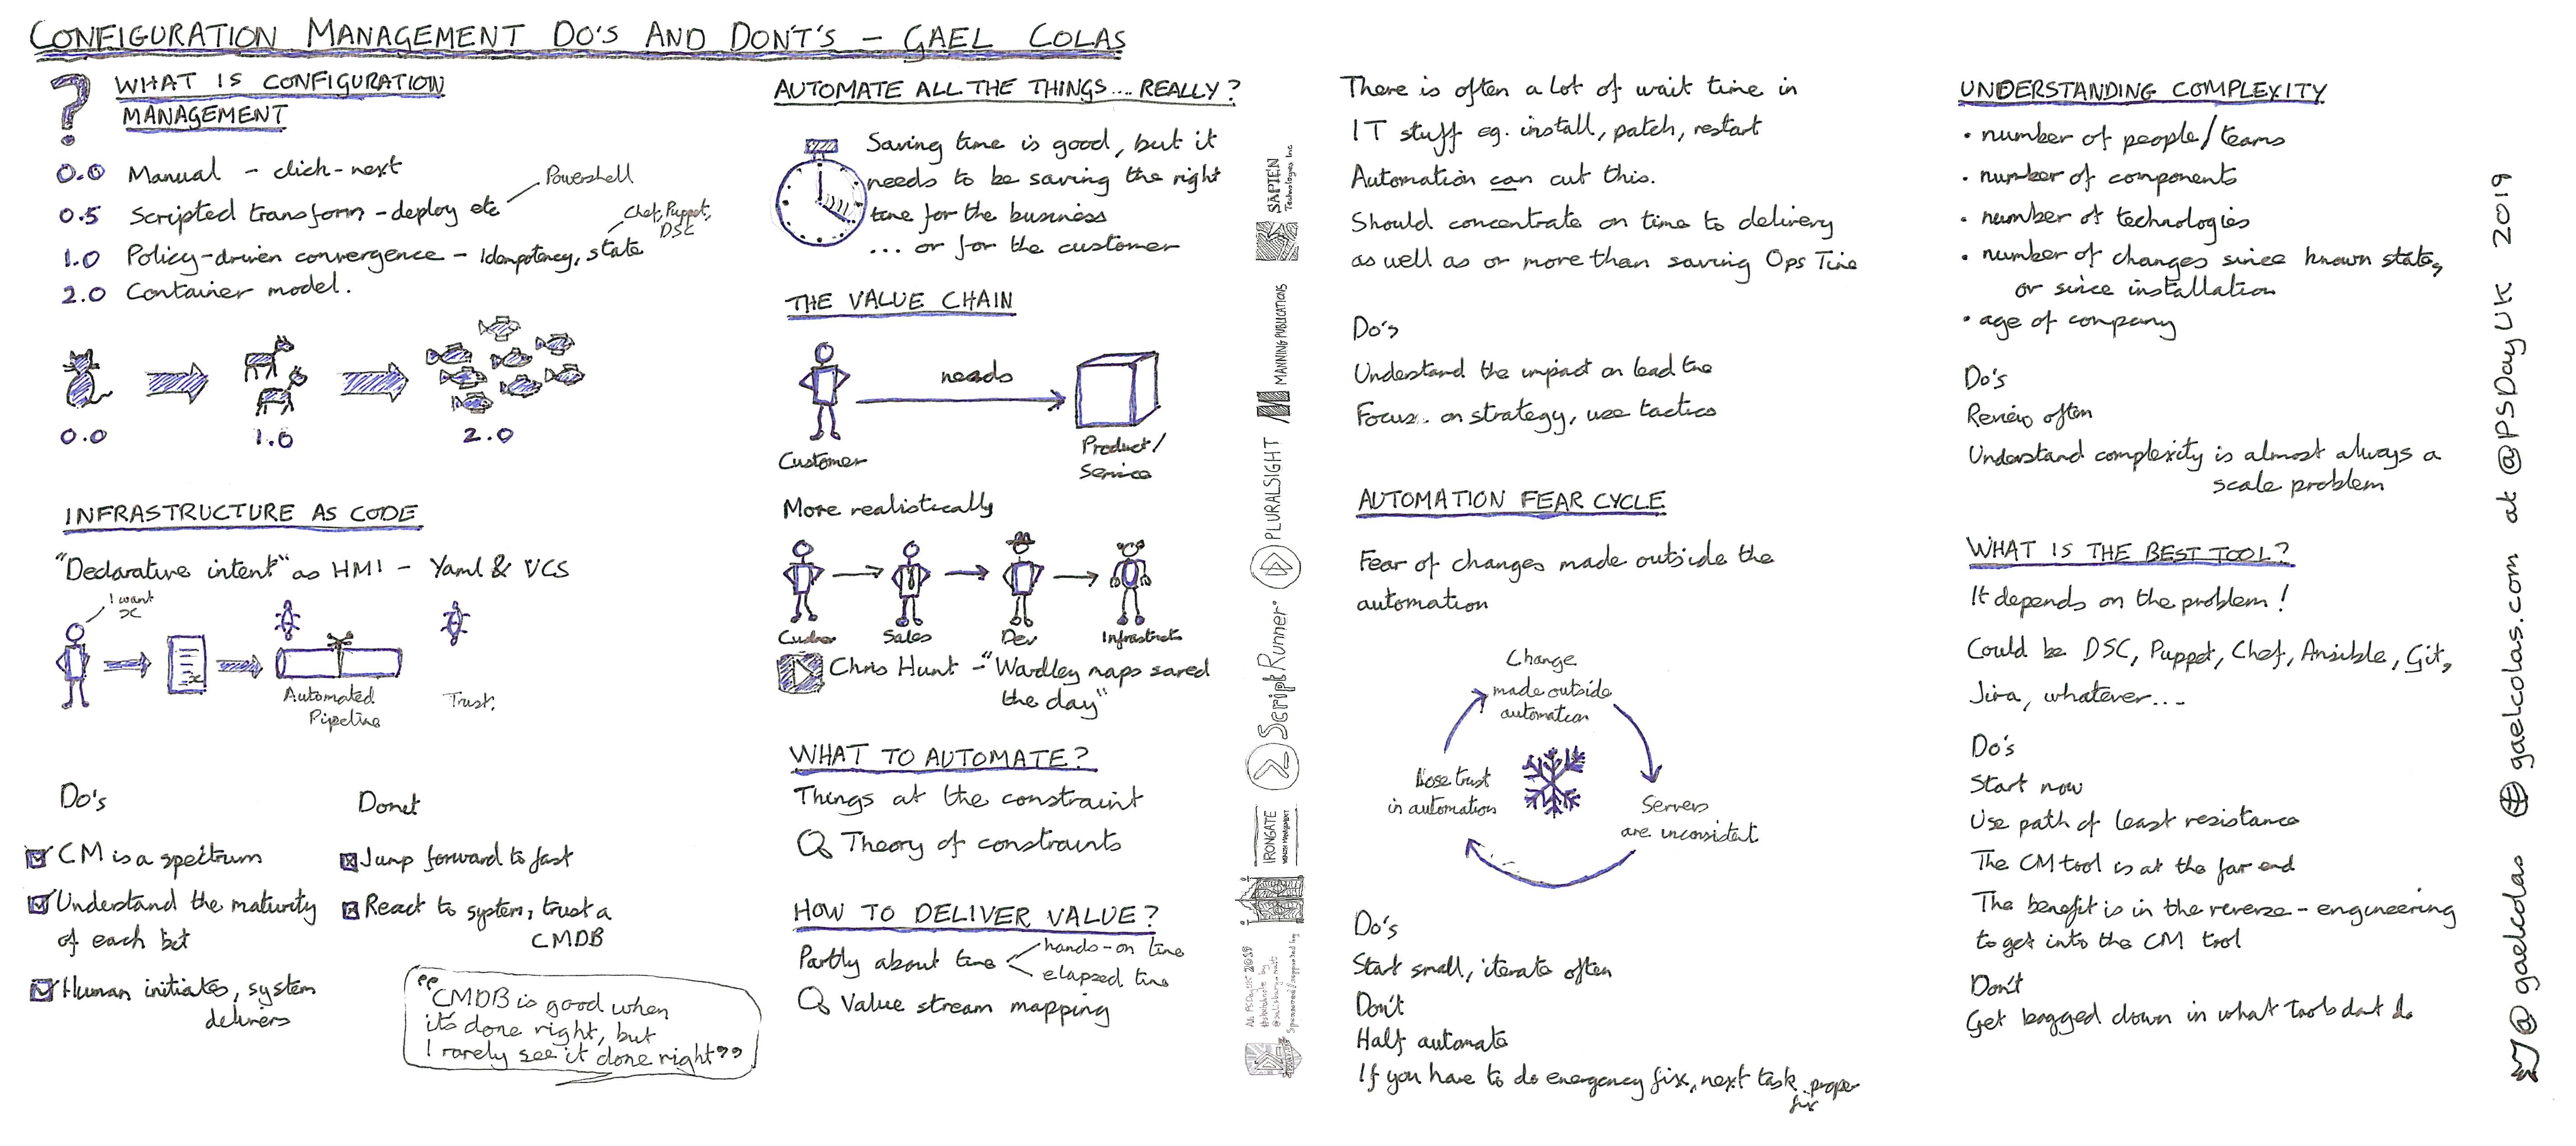 CONFIGURATION MANAGEMENT DO'S AND DON'T'S - GAEL COLAS
? WHAT IS CONFIGURATION
MANAGEMENT
0.0 Manual - click-next
Powershell
0.5 Scripted transform - deploy etc
Chef, Puppet,
DSC
1.0 Policy-driven convergence - Idempotency, state
2.0 Container model.
0.0
1.0
2.0
INFRASTRUCTURE AS CODE
"Declarative intent" as HMI - Yaml & VCS
I want
x
x
Automated
Pipeline
Trust.
Do's
CM is a spectrum
Understand the maturity
of each bit
Human initiates, system
delivers
Dont
Jump forward to fast
React to system, trust a
CMDB
"CMDB is good when
it's done right, but
I rarely see it done right"
AUTOMATE ALL THE THINGS.... REALLY?
Saving time is good, but it
needs to be saving the right
time for the business
... or for the customer
THE VALUE CHAIN
needs
Customer
Product/
Service
More realistically
Sales
Dev
Chris Hunt - "Wardley maps saved
the day"
WHAT TO AUTOMATE?
Things at the constraint
Theory of constraints
HOW TO DELIVER VALUE?
Partly about time
hands-on time
elapsed time
Value stream mapping
SAPIEN
Technologies Inc
MANNING PUBLICATIONS
PLURALSIGHT
ScriptRunner
IRONGATE
There is often a lot of wait time in
IT stuff eg. install, patch, restart
Automation can cut this.
Should concentrate on time to delivery
as well as or more than saving Ops Time
Do's
Understand the impact on lead time
Focus on strategy, use tactics
AUTOMATION FEAR CYCLE
Fear of changes made outside the
automation
Change
made outside
automation
Servers
are inconsistent
lose trust
in automation
Do's
Start small, iterate often
Don't
Half automate
If you have to do emergency fix, next task proper
fix
UNDERSTANDING COMPLEXITY
• number of people/teams
• number of components
• number of technologies
• number of changes since known state,
or since installation
• age of company
Do's
Review often
Understand complexity is almost always a
scale problem
WHAT IS THE BEST TOOL?
It depends on the problem!
Could be DSC, Puppet, Chef, Ansible, Git,
Jira, whatever...
Do's
Start now
Use path of least resistance
The CM tool is at the far end
The benefit is in the reverse-engineering
to get into the CM tool
Don't
Get bogged down in what tools
@gaelcolas gaelcolas.com at @PSDayUK 2019